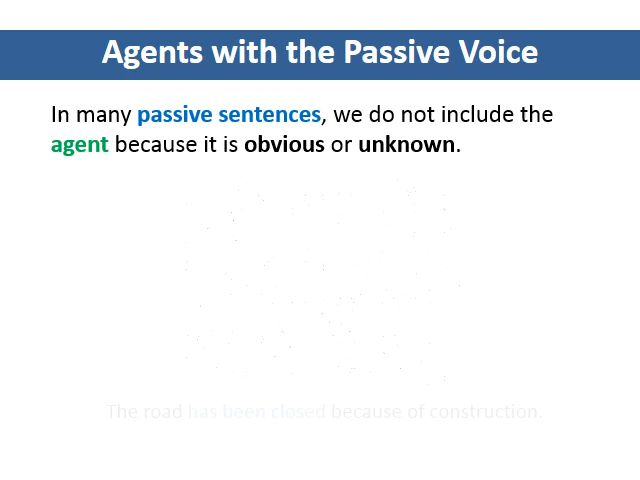 Agents with the Passive Voice
In many passive sentences, we do not include the
agent because it is obvious or unknown.
The road has been closed because of construction.